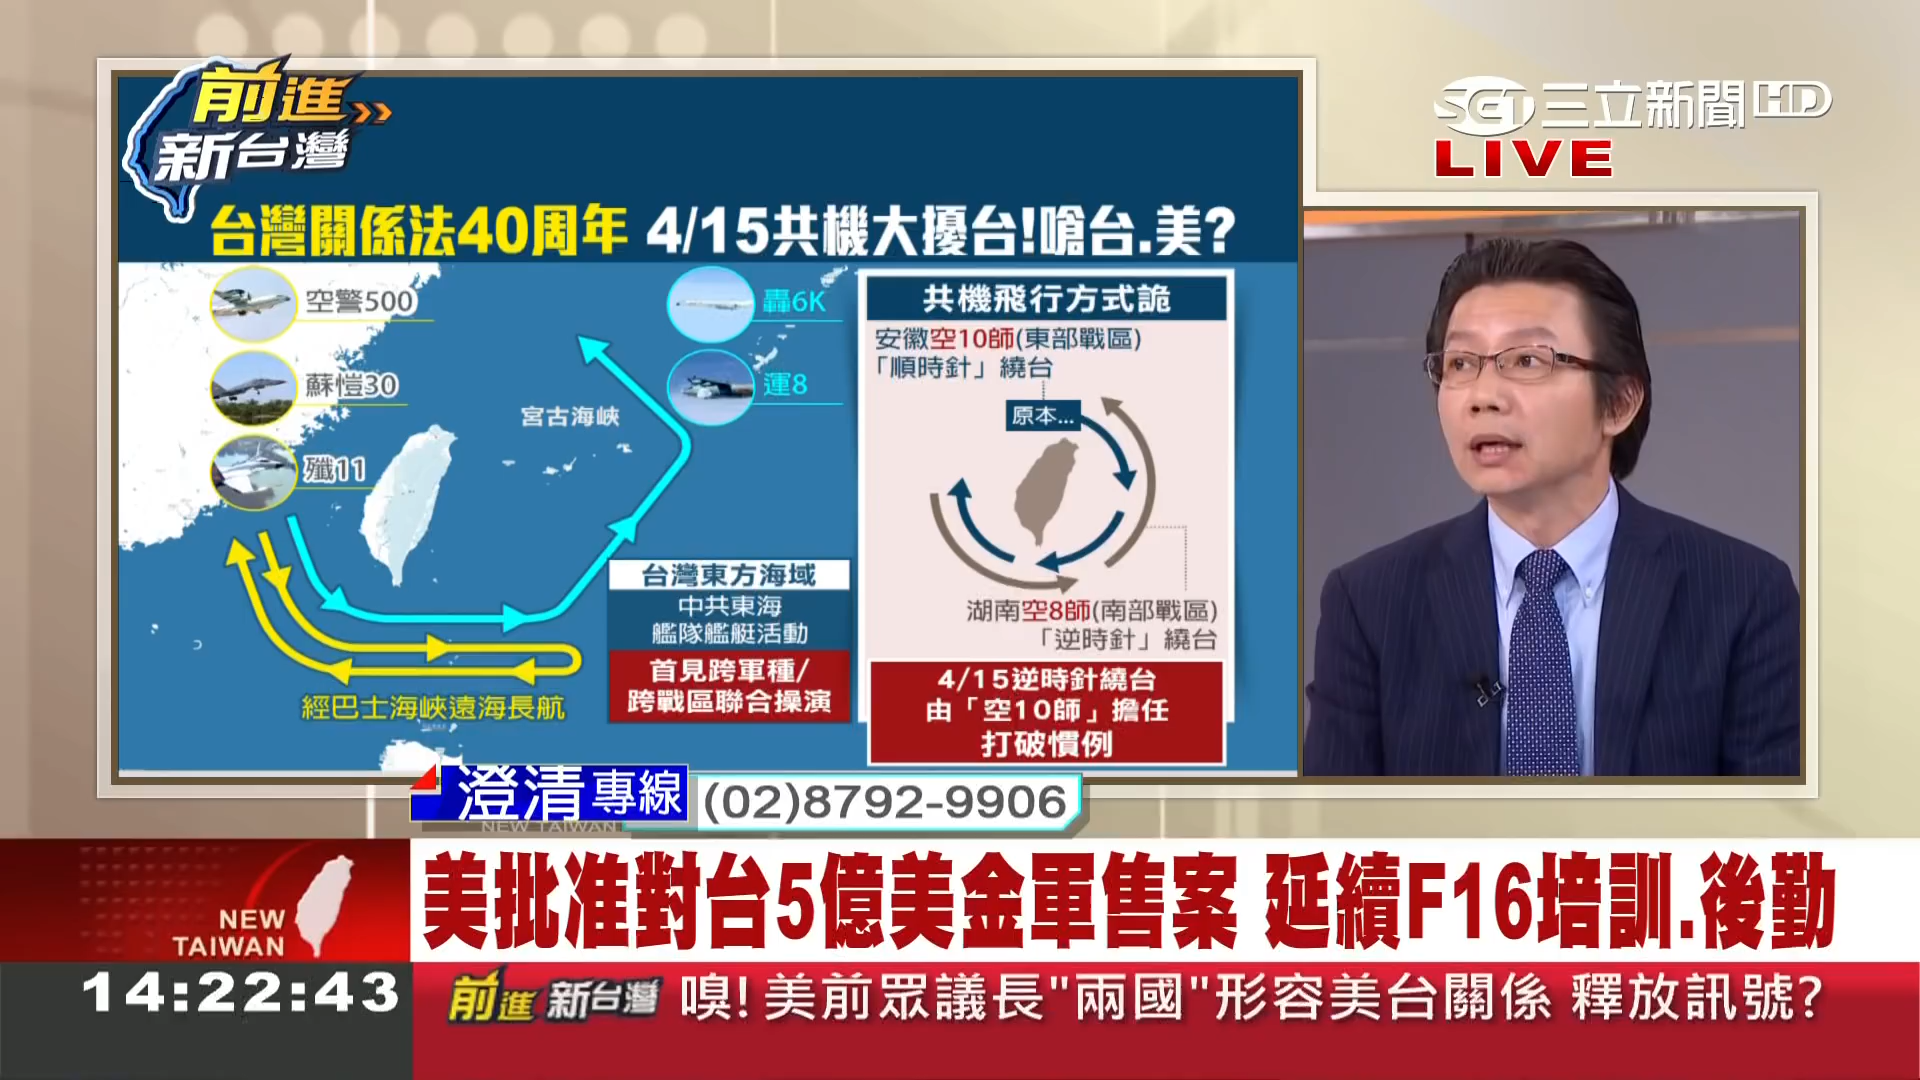 前進
新台灣
SET三立新聞HD
LIVE
台灣關係法40周年 4/15共機大擾台!嗆台.美?
空警500
蘇愷30
殲11
轟6K
運8
宮古海峽
經巴士海峽遠海長航
台灣東方海域
中共東海
艦隊艦艇活動
首見跨軍種/
跨戰區聯合操演
共機飛行方式詭
安徽空10師(東部戰區)
「順時針」繞台
原本...
湖南空8師(南部戰區)
「逆時針」繞台
4/15逆時針繞台
由「空10師」擔任
打破慣例
澄清專線 (02)8792-9906
NEW TAIWAN
美批准對台5億美金軍售案 延續F16培訓.後勤
NEW
TAIWAN
14:22:43
前進新台灣 嗅!美前眾議長"兩國"形容美台關係 釋放訊號?